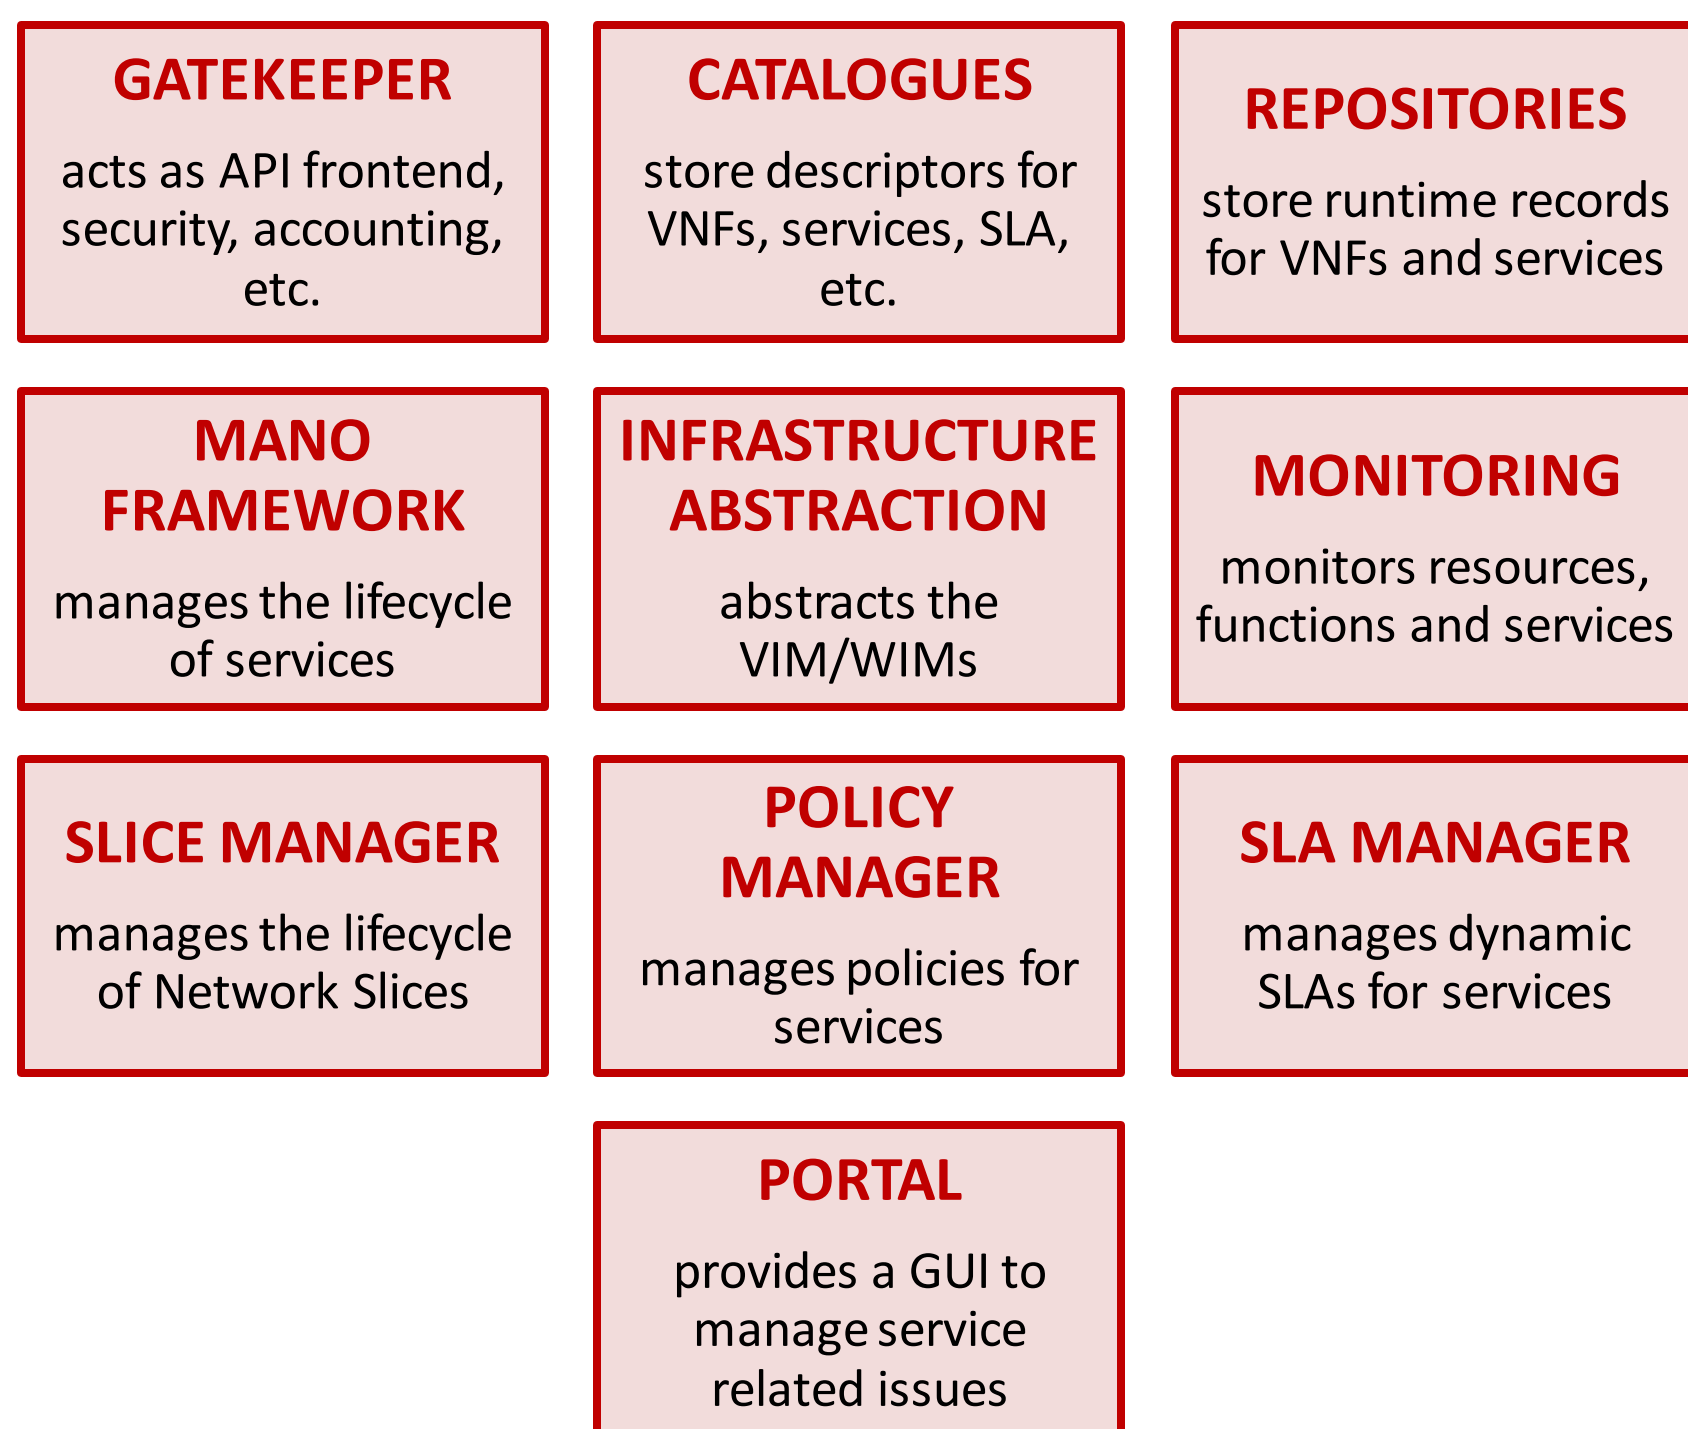 GATEKEEPER
acts as API frontend,
security, accounting,
etc.
CATALOGUES
store descriptors for
VNFs, services, SLA,
etc.
REPOSITORIES
store runtime records
for VNFs and services
MANO
FRAMEWORK
manages the lifecycle
of services
INFRASTRUCTURE
ABSTRACTION
abstracts the
VIM/WIMs
MONITORING
monitors resources,
functions and services
SLICE MANAGER
manages the lifecycle
of Network Slices
POLICY
MANAGER
manages policies for
services
SLA MANAGER
manages dynamic
SLAs for services
PORTAL
provides a GUI to
manage service
related issues